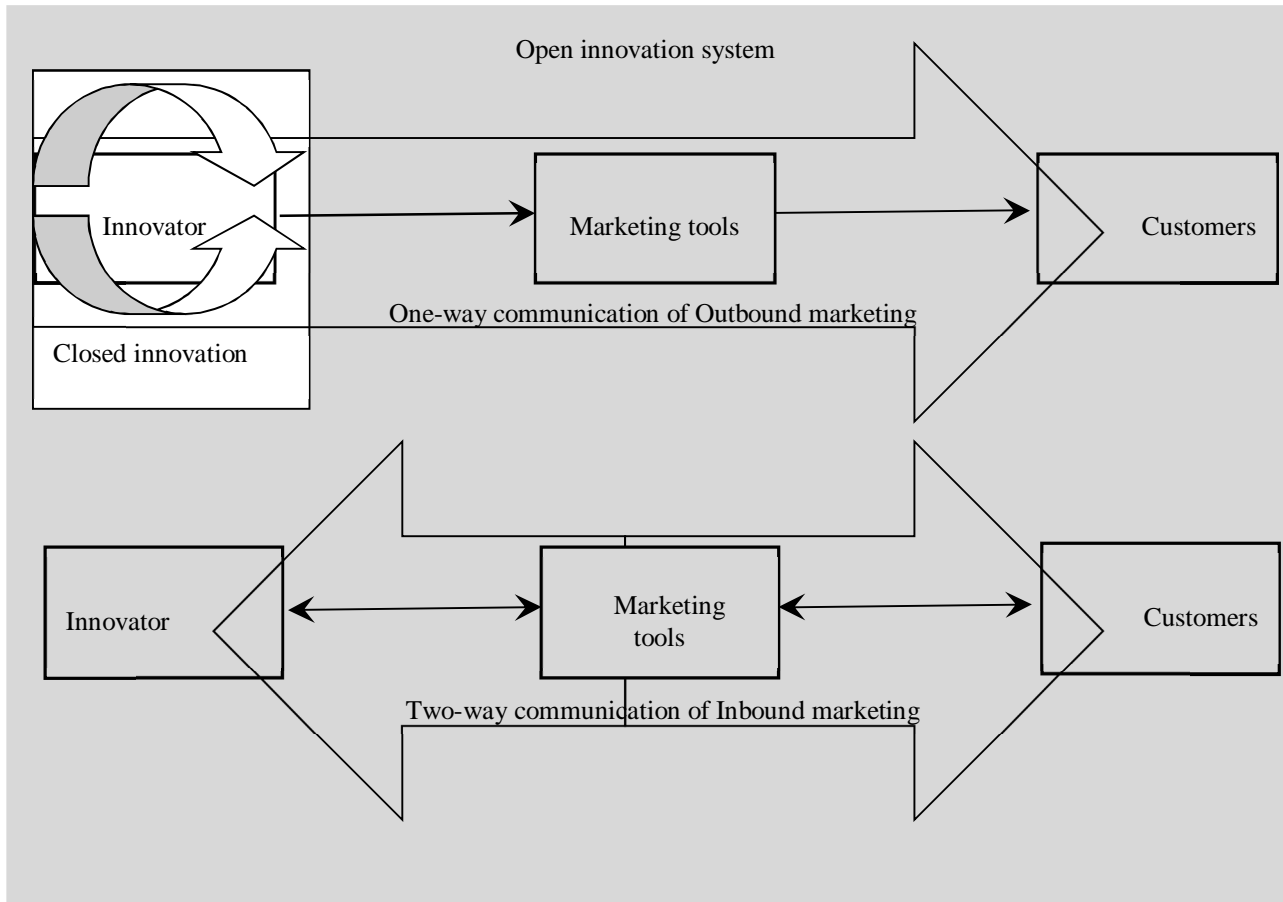 Open innovation system
Innovator
Marketing tools
Customers
One-way communication of Outbound marketing
Closed innovation
Innovator
Marketing
tools
Customers
Two-way communication of Inbound marketing